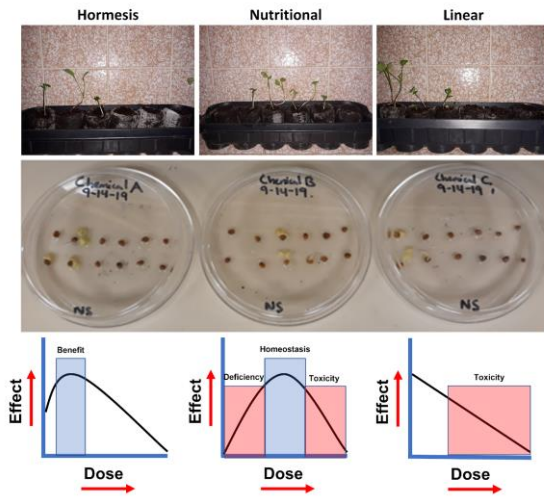 Hormesis Nutritional Linear
Chemical A
9-14-19
NS
Chemical B
9-14-19.
NS
Chemical C
9-14-19
NS
Benefit
Effect
Dose
Homeostasis
Deficiency
Toxicity
Effect
Dose
Toxicity
Effect
Dose